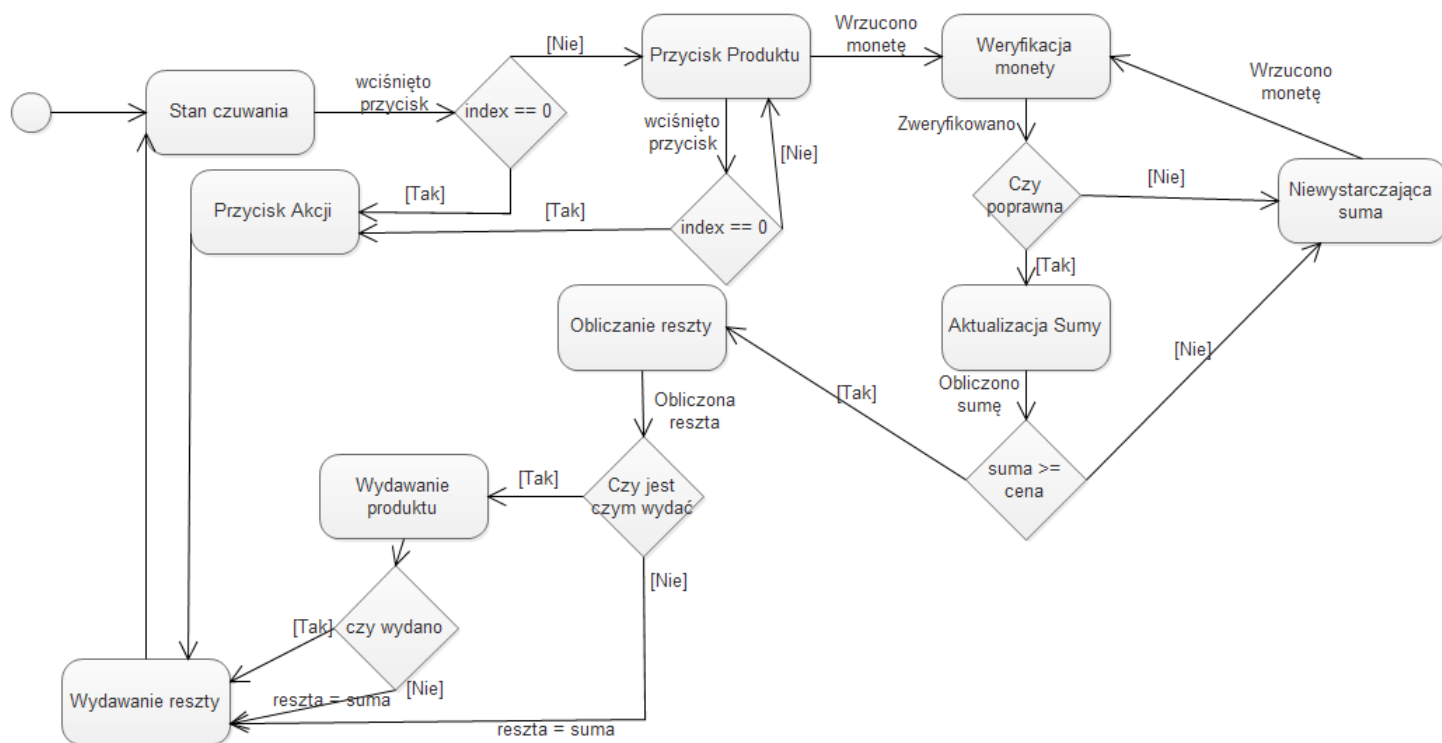 [Nie]
Przycisk Produktu
Wrzucono
monetę
Weryfikacja
monety
Wrzucono
monetę
Stan czuwania
wciśnięto
przycisk
index == 0
wciśnięto
przycisk
[Nie]
Zweryfikowano
[Tak]
Przycisk Akcji
[Tak]
index == 0
Czy
poprawna
[Nie]
Niewystarczająca
suma
[Tak]
Obliczanie reszty
Aktualizacja Sumy
[Nie]
Obliczona
reszta
[Tak]
Obliczono
sumę
suma >=
cena
Wydawanie
produktu
[Tak]
Czy jest
czym wydać
[Nie]
[Tak]
czy wydano
[Nie]
Wydawanie reszty
reszta = suma
reszta = suma